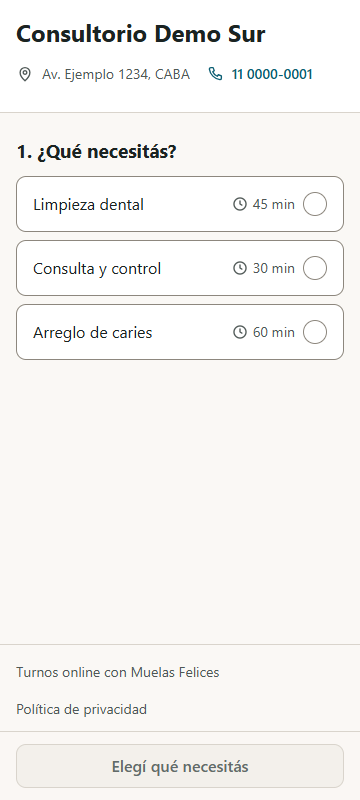 Consultorio Demo Sur
Av. Ejemplo 1234, CABA 11 0000-0001
1. ¿Qué necesitás?
Limpieza dental 45 min
Consulta y control 30 min
Arreglo de caries 60 min
Turnos online con Muelas Felices
Política de privacidad
Elegí qué necesitás